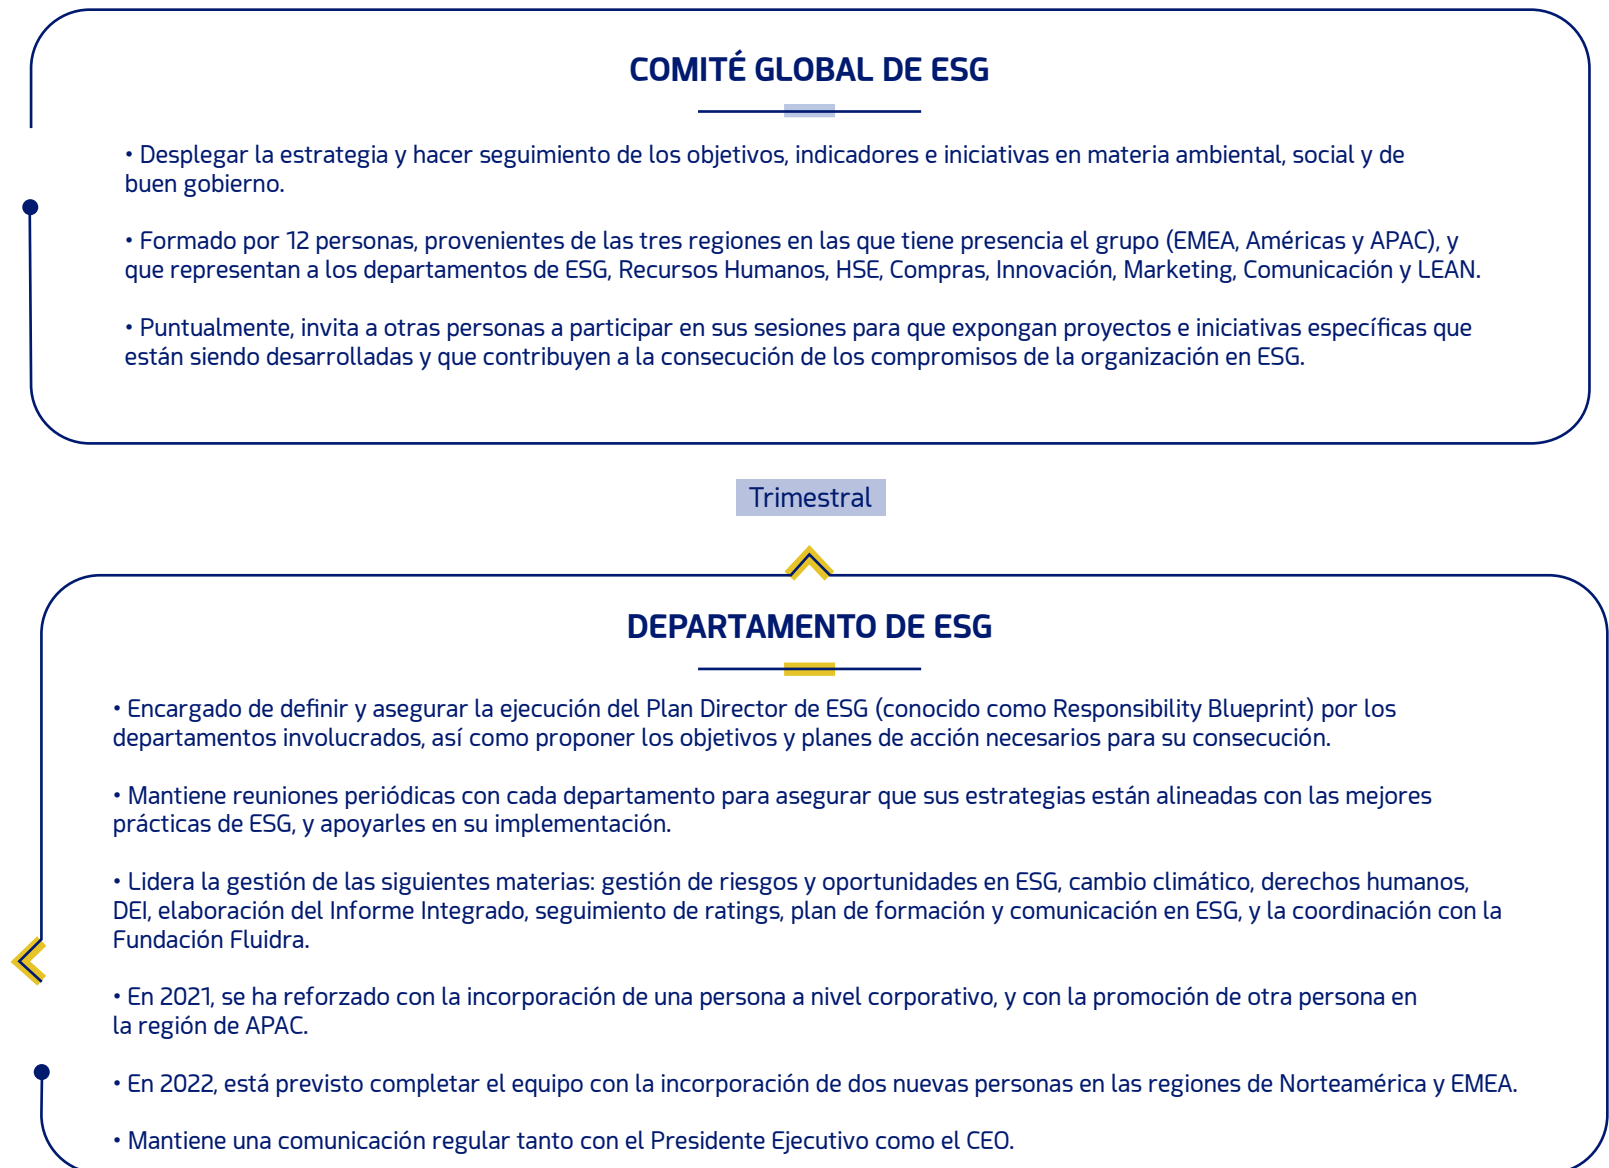 COMITÉ GLOBAL DE ESG
• Desplegar la estrategia y hacer seguimiento de los objetivos, indicadores e iniciativas en materia ambiental, social y de
buen gobierno.
• Formado por 12 personas, provenientes de las tres regiones en las que tiene presencia el grupo (EMEA, Américas y APAC), y
que representan a los departamentos de ESG, Recursos Humanos, HSE, Compras, Innovación, Marketing, Comunicación y LEAN.
• Puntualmente, invita a otras personas a participar en sus sesiones para que expongan proyectos e iniciativas específicas que
están siendo desarrolladas y que contribuyen a la consecución de los compromisos de la organización en ESG.
Trimestral
DEPARTAMENTO DE ESG
• Encargado de definir y asegurar la ejecución del Plan Director de ESG (conocido como Responsibility Blueprint) por los
departamentos involucrados, así como proponer los objetivos y planes de acción necesarios para su consecución.
• Mantiene reuniones periódicas con cada departamento para asegurar que sus estrategias están alineadas con las mejores
prácticas de ESG, y apoyarles en su implementación.
• Lidera la gestión de las siguientes materias: gestión de riesgos y oportunidades en ESG, cambio climático, derechos humanos,
DEI, elaboración del Informe Integrado, seguimiento de ratings, plan de formación y comunicación en ESG, y la coordinación con la
Fundación Fluidra.
• En 2021, se ha reforzado con la incorporación de una persona a nivel corporativo, y con la promoción de otra persona en
la región de APAC.
• En 2022, está previsto completar el equipo con la incorporación de dos nuevas personas en las regiones de Norteamérica y EMEA.
• Mantiene una comunicación regular tanto con el Presidente Ejecutivo como el CEO.